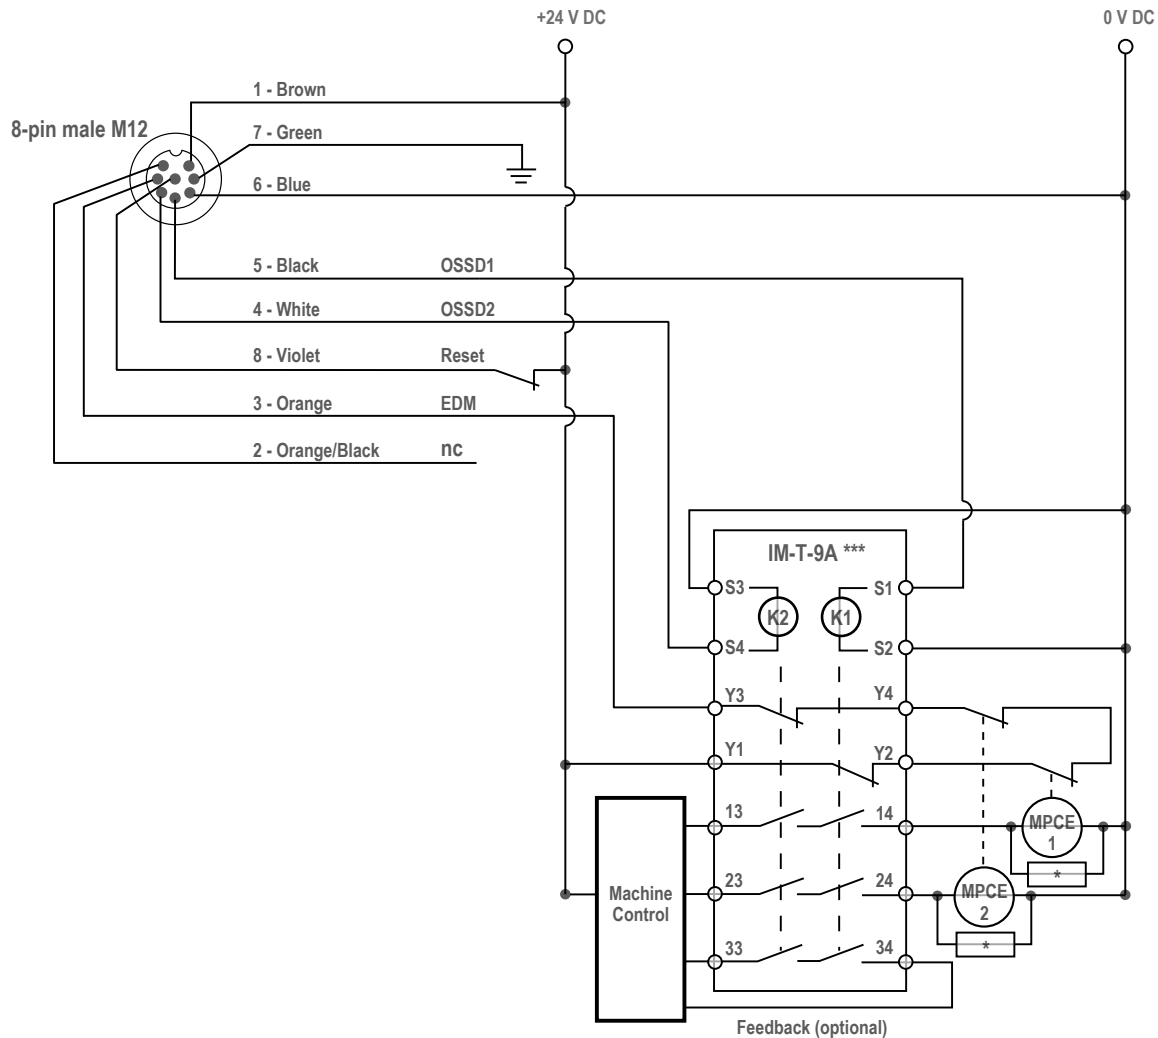 +24 V DC
0 V DC
1 - Brown
8-pin male M12
7 - Green
6 - Blue
5 - Black OSSD1
4 - White OSSD2
8 - Violet Reset
3 - Orange EDM
2 - Orange/Black nc
IM-T-9A ***
S3 S1
K2 K1
S4 S2
Y3 Y4
Y1 Y2
13 14
MPCE
1
*
23 24
Machine
Control
MPCE
2
*
33 34
Feedback (optional)